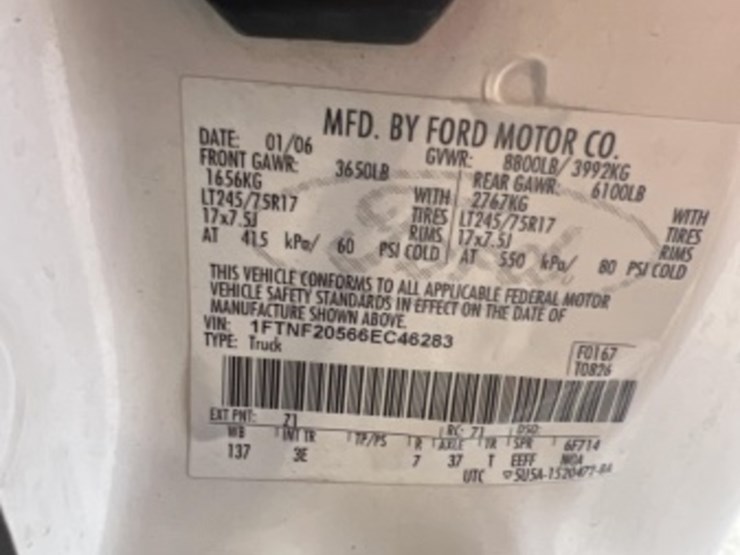 MFD. BY FORD MOTOR CO.
DATE: 01/06 GVWR: 8800LB/ 3992KG
FRONT GAWR: 3650LB REAR GAWR: 6100LB
1656KG WITH 2767KG WITH
LT245/75R17 TIRES LT245/75R17 TIRES
17x7.5J RIMS 17x7.5J RIMS
AT 415 kPa/ 60 PSI COLD AT 550 kPa/ 80 PSI COLD
THIS VEHICLE CONFORMS TO ALL APPLICABLE FEDERAL MOTOR
VEHICLE SAFETY STANDARDS IN EFFECT ON THE DATE OF
MANUFACTURE SHOWN ABOVE.
VIN: 1FTNF20566EC46283
TYPE: Truck F0167
T0826
EXT PNT: Z1 RC: 71 DSO:
WB INT TR TP/PS R AXLE TR SPR 6F714
137 3E 7 37 T EEFF
UTC